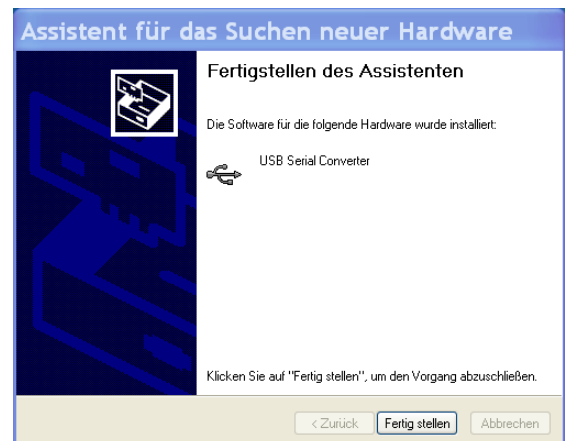 Assistent für das Suchen neuer Hardware
Fertigstellen des Assistenten
Die Software für die folgende Hardware wurde installiert:
USB Serial Converter
Klicken Sie auf "Fertig stellen", um den Vorgang abzuschließen.
< Zurück Fertig stellen Abbrechen